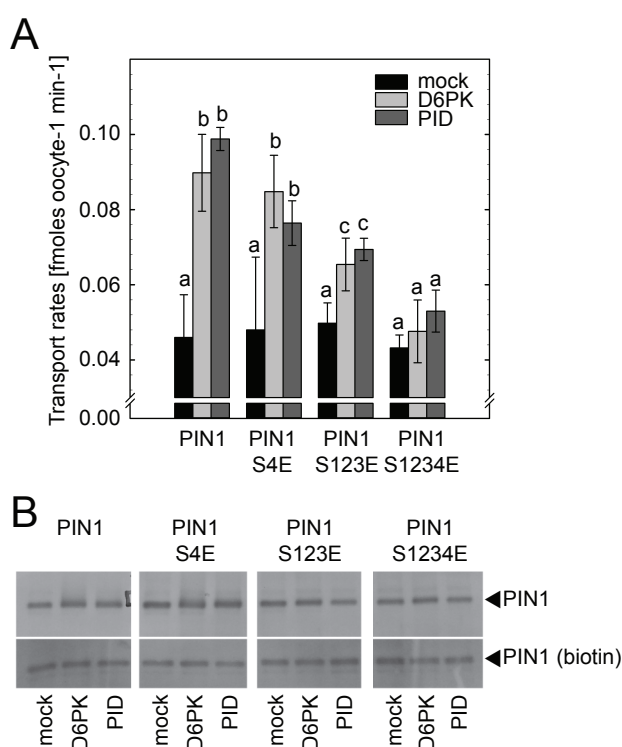 A
Transport rates [fmoles oocyte-1 min-1]
mock
D6PK
PID
0.10
0.08
0.06
0.04
0.00
a b b
a b b
a c c
a a a
PIN1
PIN1
S4E
PIN1
S123E
PIN1
S1234E
B
PIN1
PIN1
S4E
PIN1
S123E
PIN1
S1234E
PIN1
PIN1 (biotin)
mock
D6PK
PID
mock
D6PK
PID
mock
D6PK
PID
mock
D6PK
PID